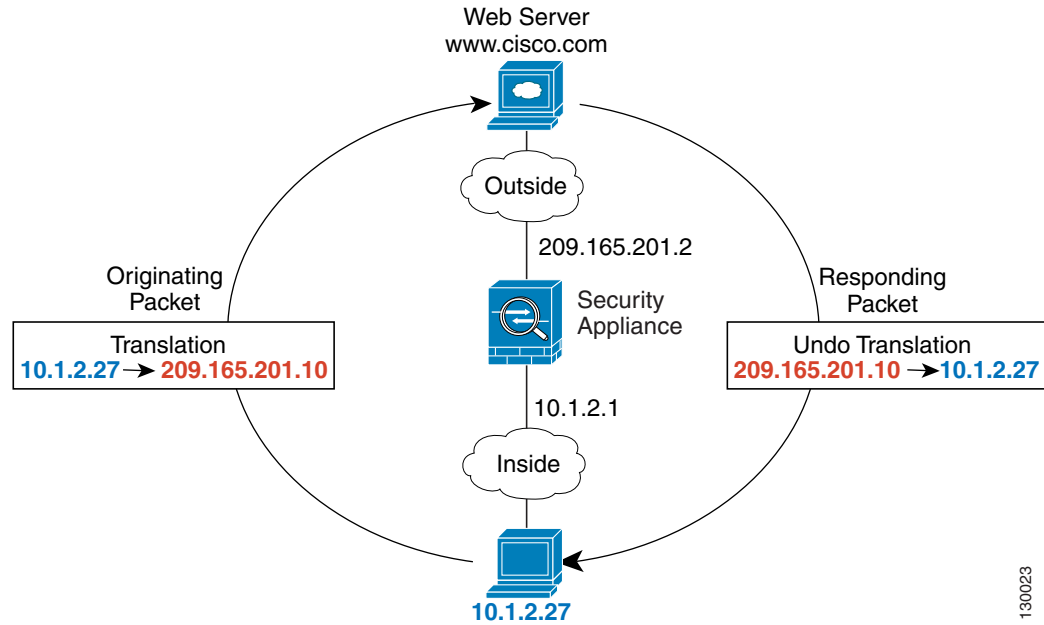 Web Server
www.cisco.com
Outside
209.165.201.2
Originating
Packet
Responding
Packet
Security
Appliance
Translation
10.1.2.27 → 209.165.201.10
Undo Translation
209.165.201.10 → 10.1.2.27
10.1.2.1
Inside
10.1.2.27
130023